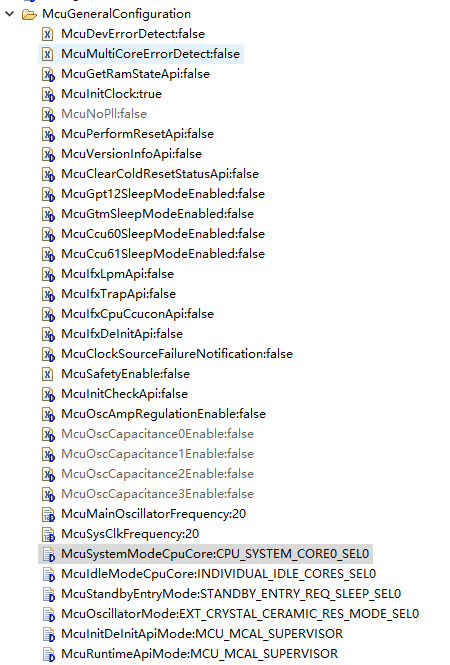 McuGeneralConfiguration
McuDevErrorDetect:false
McuMultiCoreErrorDetect:false
McuGetRamStateApi:false
McuInitClock:true
McuNoPll:false
McuPerformResetApi:false
McuVersionInfoApi:false
McuClearColdResetStatusApi:false
McuGpt12SleepModeEnabled:false
McuGtmSleepModeEnabled:false
McuCcu60SleepModeEnabled:false
McuCcu61SleepModeEnabled:false
McuIfxLpmApi:false
McuIfxTrapApi:false
McuIfxCpuCcuconApi:false
McuIfxDeInitApi:false
McuClockSourceFailureNotification:false
McuSafetyEnable:false
McuInitCheckApi:false
McuOscAmpRegulationEnable:false
McuOscCapacitance0Enable:false
McuOscCapacitance1Enable:false
McuOscCapacitance2Enable:false
McuOscCapacitance3Enable:false
McuMainOscillatorFrequency:20
McuSysClkFrequency:20
McuSystemModeCpuCore:CPU_SYSTEM_CORE0_SEL0
McuIdleModeCpuCore:INDIVIDUAL_IDLE_CORES_SEL0
McuStandbyEntryMode:STANDBY_ENTRY_REQ_SLEEP_SEL0
McuOscillatorMode:EXT_CRYSTAL_CERAMIC_RES_MODE_SEL0
McuInitDeInitApiMode:MCU_MCAL_SUPERVISOR
McuRuntimeApiMode:MCU_MCAL_SUPERVISOR